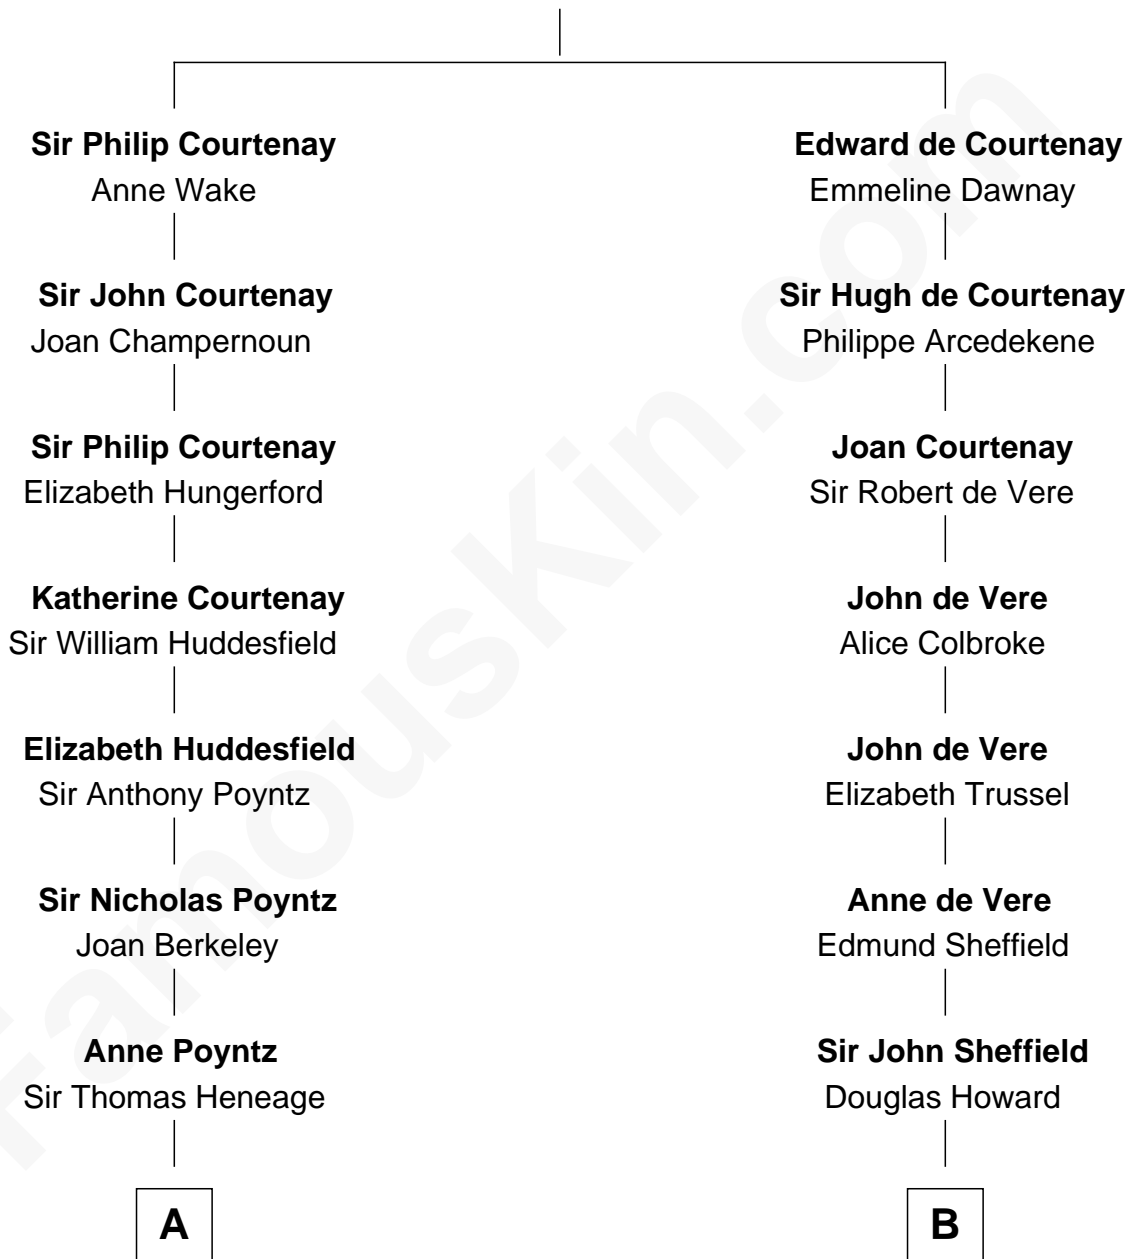 Sir Philip Courtenay
Anne Wake
Sir John Courtenay
Joan Champernoun
Sir Philip Courtenay
Elizabeth Hungerford
Katherine Courtenay
Sir William Huddesfield
Elizabeth Huddesfield
Sir Anthony Poyntz
Sir Nicholas Poyntz
Joan Berkeley
Anne Poyntz
Sir Thomas Heneage
A
Edward de Courtenay
Emmeline Dawnay
Sir Hugh de Courtenay
Philippe Arcedekene
Joan Courtenay
Sir Robert de Vere
John de Vere
Alice Colbroke
John de Vere
Elizabeth Trussel
Anne de Vere
Edmund Sheffield
Sir John Sheffield
Douglas Howard
B
FamousKin.com